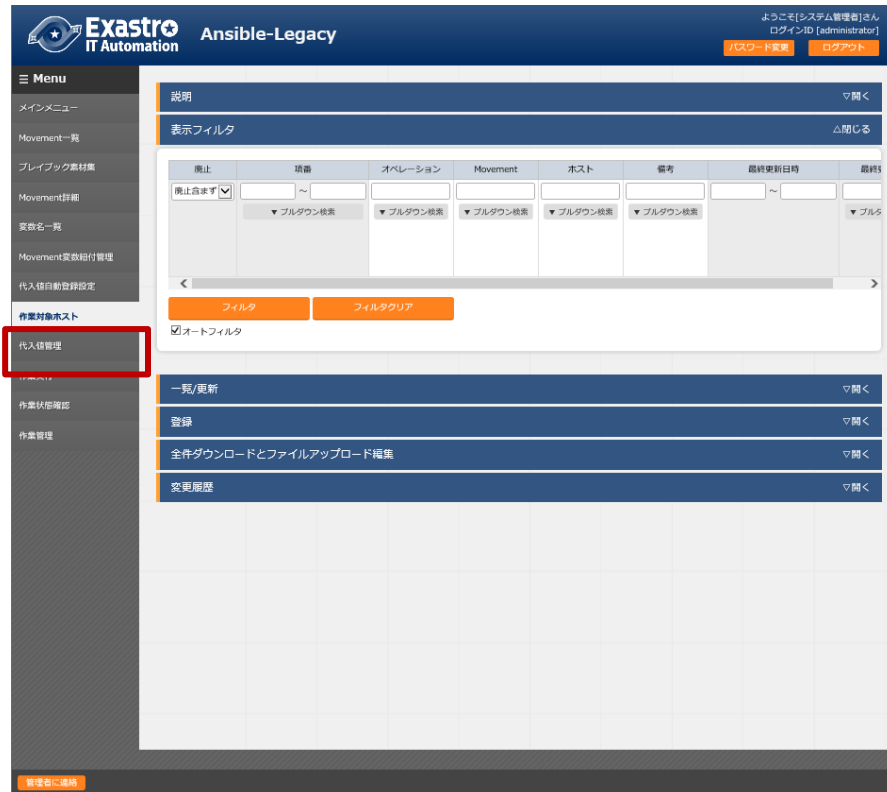 Exastro
IT Automation
Ansible-Legacy
ようこそ[システム管理者]さん
ログインID [administrator]
パスワード変更
ログアウト
☰ Menu
メインメニュー
Movement一覧
プレイブック素材集
Movement詳細
変数名一覧
Movement変数紐付管理
代入値自動登録設定
作業対象ホスト
代入値管理
作業状態確認
作業管理
説明 ▽開く
表示フィルタ △閉じる
廃止 項番 オペレーション Movement ホスト 備考 最終更新日時
廃止含まず ～ ～
▼ プルダウン検索 ▼ プルダウン検索 ▼ プルダウン検索 ▼ プルダウン検索 ▼ プルダウン検索 ▼ プル
フィルタ フィルタクリア
オートフィルタ
一覧/更新 ▽開く
登録 ▽開く
全件ダウンロードとファイルアップロード編集 ▽開く
変更履歴 ▽開く
管理者に連絡